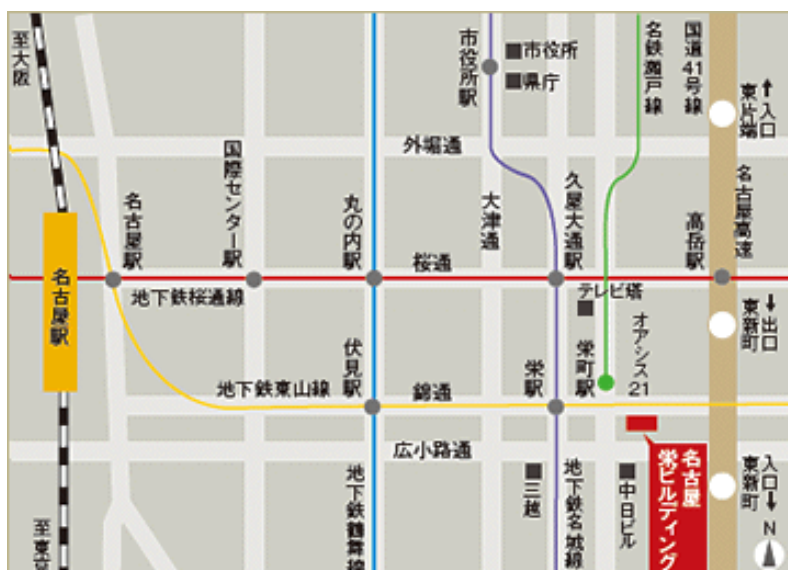 至大阪
市役所駅
市役所
県庁
名鉄瀬戸線
国道41号線
↑入口
東片端
外堀通
国際センター駅
名古屋駅
丸の内駅
大津通
久屋大通駅
高岳駅
名古屋高速
桜通
名古屋駅
地下鉄桜通線
テレビ塔
オアシス21
↓出口
東新町
伏見駅
栄駅
栄町駅
地下鉄東山線
錦通
広小路通
地下鉄鶴舞線
三越
地下鉄名城線
中日ビル
名古屋
栄ビルディング
入口↓
東新町
N
至東京